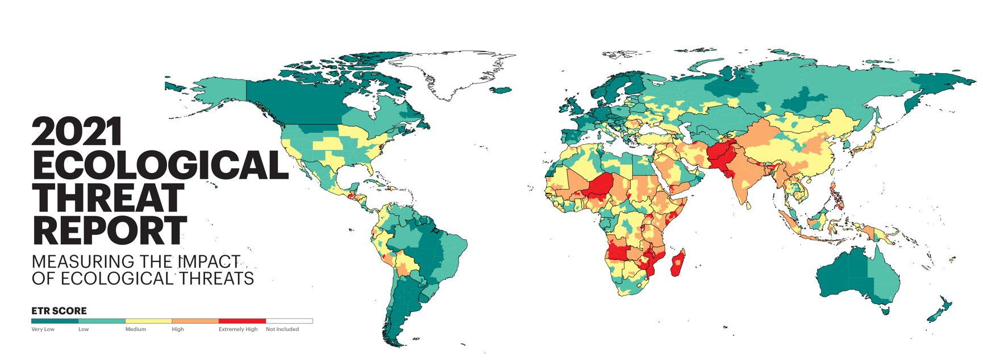 2021
ECOLOGICAL
THREAT
REPORT
MEASURING THE IMPACT
OF ECOLOGICAL THREATS
ETR SCORE
Very Low Low Medium High Extremely High Not Included